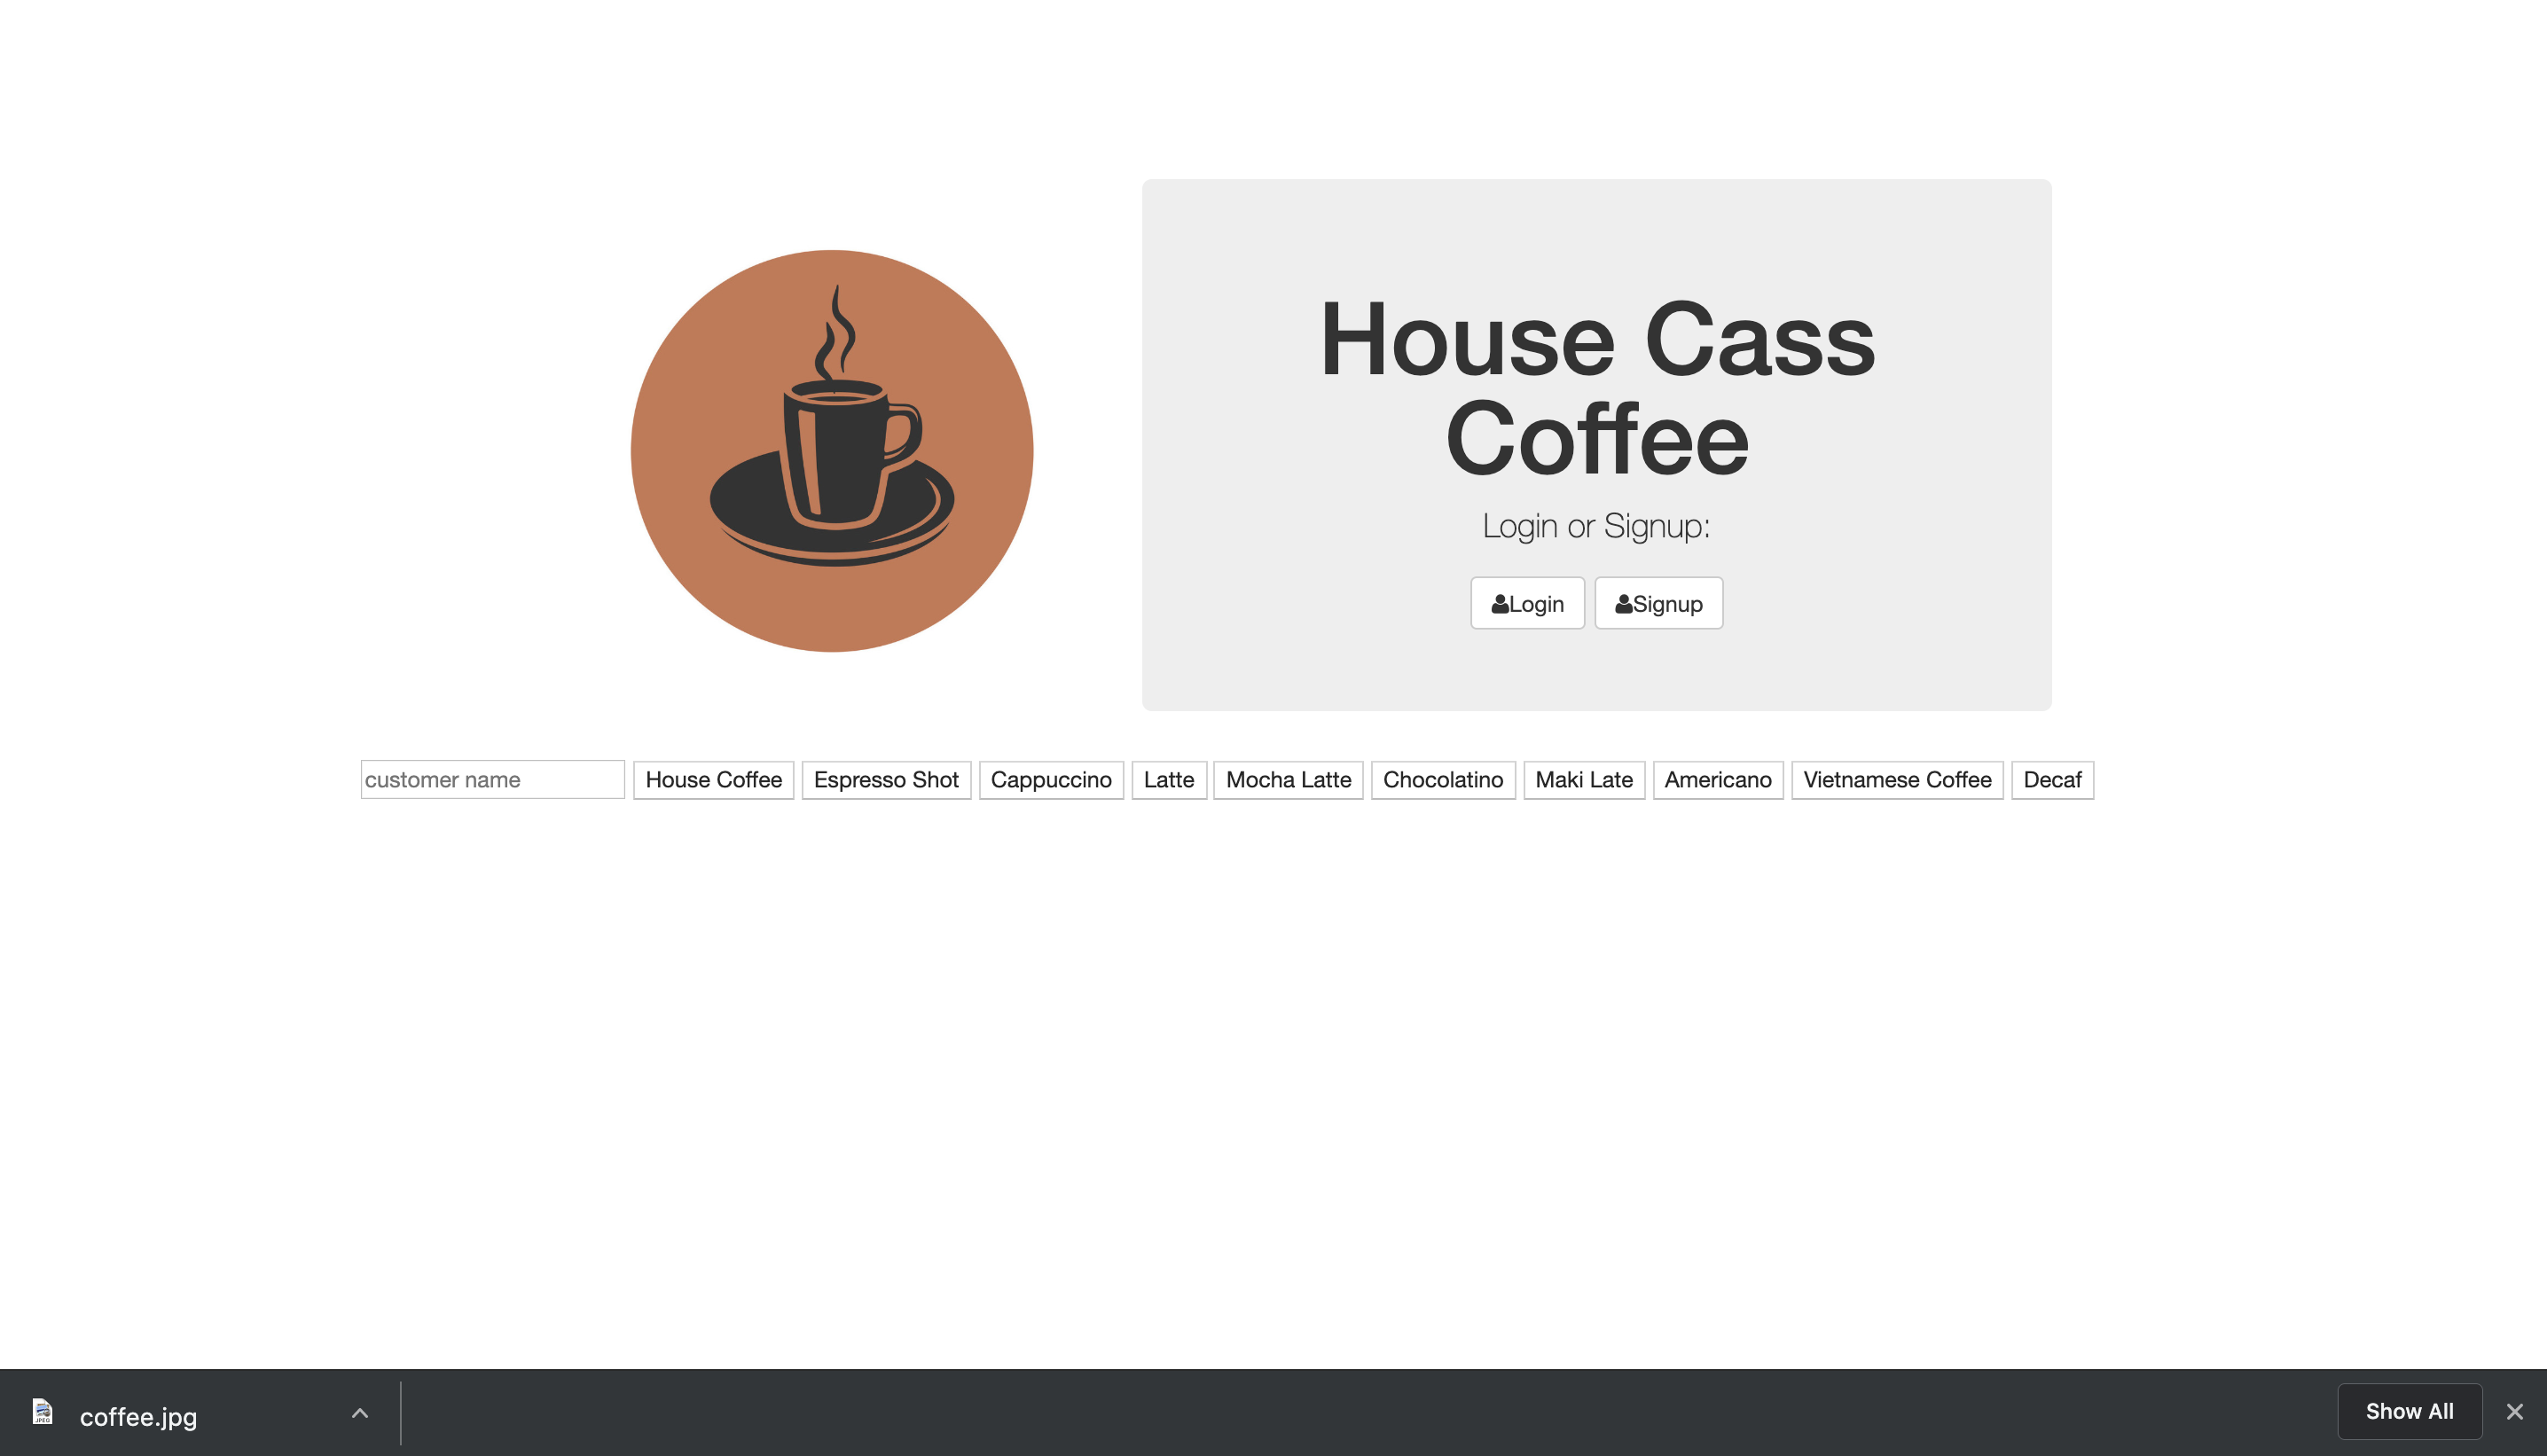 House Cass
Coffee
Login or Signup:
Login Signup
customer name House Coffee Espresso Shot Cappuccino Latte Mocha Latte Chocolatino Maki Late Americano Vietnamese Coffee Decaf
JPEG coffee.jpg Show All